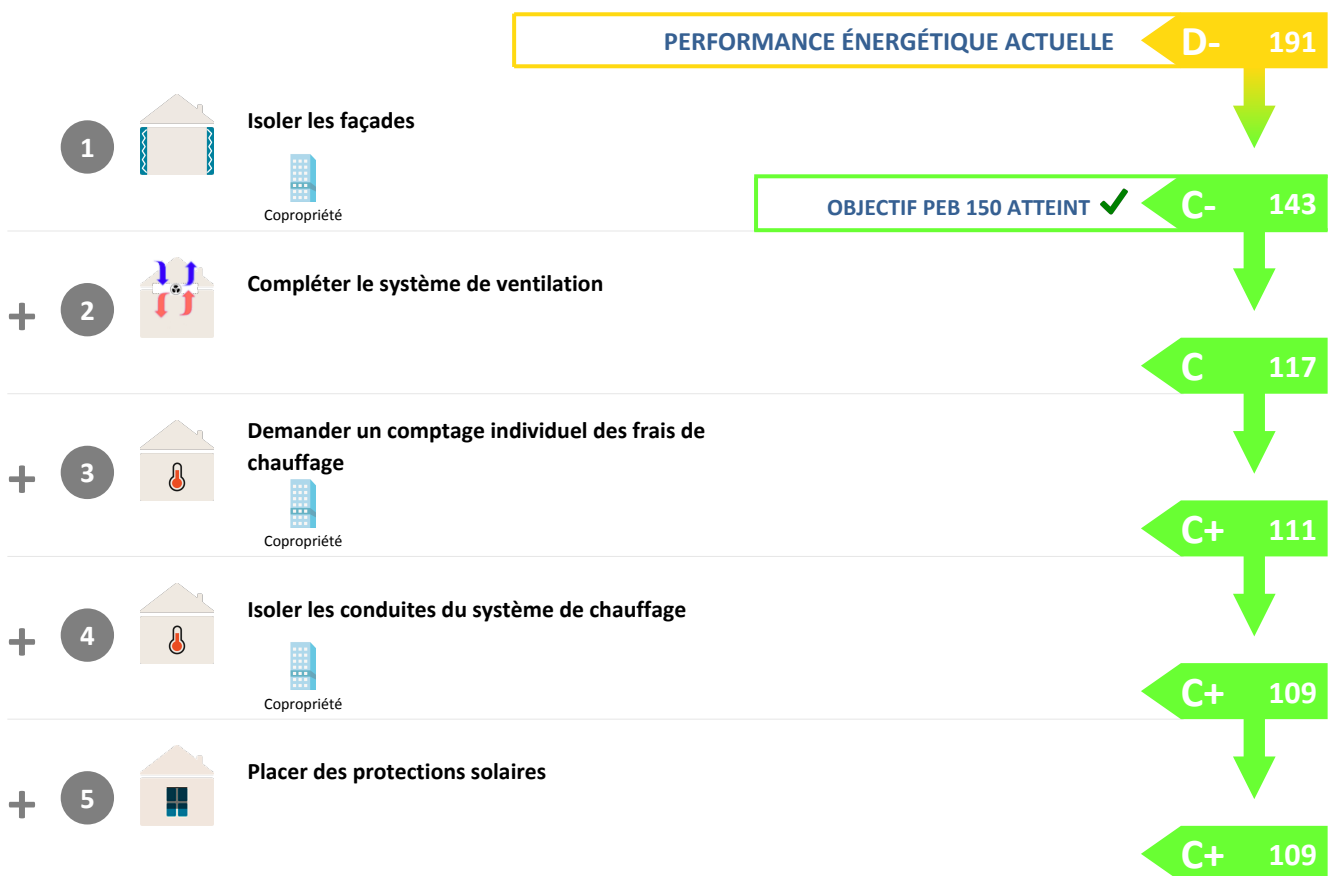 PERFORMANCE ÉNERGÉTIQUE ACTUELLE D- 191
1 Isoler les façades
Copropriété
OBJECTIF PEB 150 ATTEINT ✓ C- 143
+ 2 Compléter le système de ventilation
C 117
+ 3 Demander un comptage individuel des frais de
chauffage
Copropriété
C+ 111
+ 4 Isoler les conduites du système de chauffage
Copropriété
C+ 109
+ 5 Placer des protections solaires
C+ 109